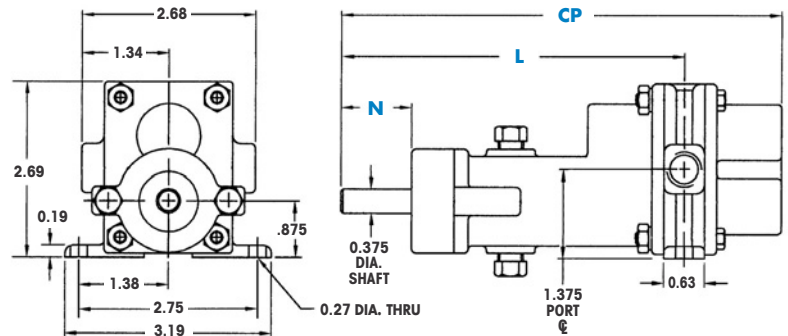 2.68
1.34
2.69
0.19
.875
1.38
2.75
3.19
0.27 DIA. THRU
CP
L
N
0.375
DIA.
SHAFT
1.375
PORT
℄
0.63